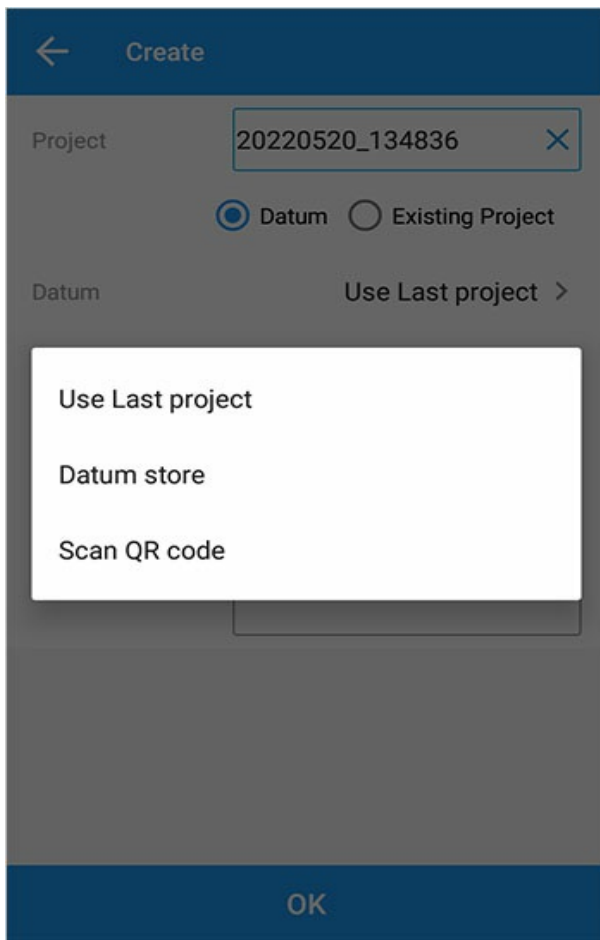 Create
Project 20220520_134836
Datum Existing Project
Datum Use Last project
Use Last project
Datum store
Scan QR code
OK